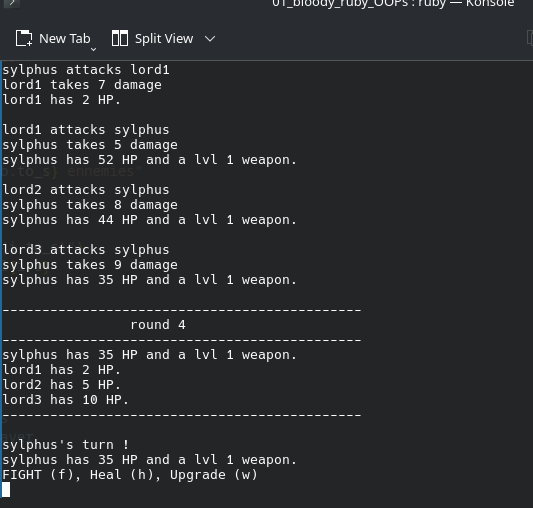 01_bloody_ruby_OOPs : ruby — Konsole
New Tab
Split View
sylphus attacks lord1
lord1 takes 7 damage
lord1 has 2 HP.
lord1 attacks sylphus
sylphus takes 5 damage
sylphus has 52 HP and a lvl 1 weapon.
lord2 attacks sylphus
sylphus takes 8 damage
sylphus has 44 HP and a lvl 1 weapon.
lord3 attacks sylphus
sylphus takes 9 damage
sylphus has 35 HP and a lvl 1 weapon.
---------------------------------------------
round 4
---------------------------------------------
sylphus has 35 HP and a lvl 1 weapon.
lord1 has 2 HP.
lord2 has 5 HP.
lord3 has 10 HP.
---------------------------------------------
sylphus's turn !
sylphus has 35 HP and a lvl 1 weapon.
FIGHT (f), Heal (h), Upgrade (w)